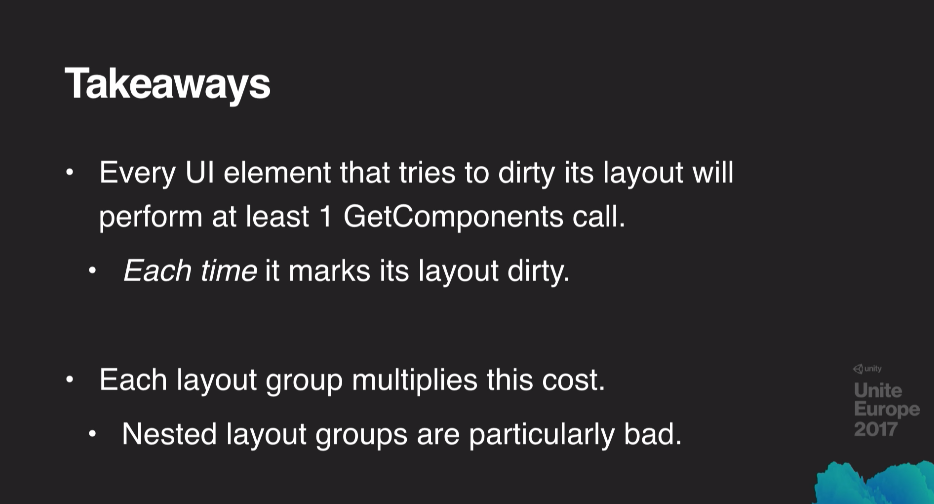 Takeaways
• Every UI element that tries to dirty its layout will
perform at least 1 GetComponents call.
• Each time it marks its layout dirty.
• Each layout group multiplies this cost.
• Nested layout groups are particularly bad.
unity
Unite
Europe
2017